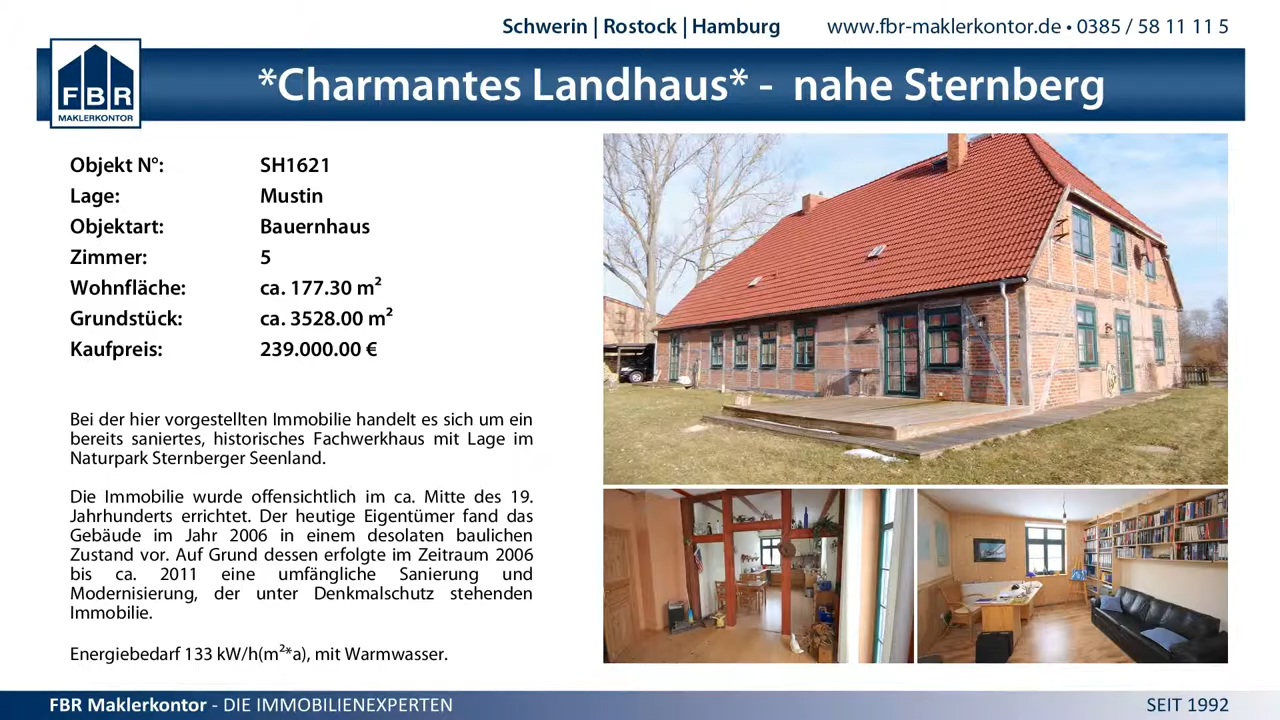 Schwerin | Rostock | Hamburg www.fbr-maklerkontor.de • 0385 / 58 11 11 5
FBR
MAKLERKONTOR
*Charmantes Landhaus* - nahe Sternberg
Objekt N°: SH1621
Lage: Mustin
Objektart: Bauernhaus
Zimmer: 5
Wohnfläche: ca. 177.30 m²
Grundstück: ca. 3528.00 m²
Kaufpreis: 239.000.00 €
Bei der hier vorgestellten Immobilie handelt es sich um ein
bereits saniertes, historisches Fachwerkhaus mit Lage im
Naturpark Sternberger Seenland.
Die Immobilie wurde offensichtlich im ca. Mitte des 19.
Jahrhunderts errichtet. Der heutige Eigentümer fand das
Gebäude im Jahr 2006 in einem desolaten baulichen
Zustand vor. Auf Grund dessen erfolgte im Zeitraum 2006
bis ca. 2011 eine umfängliche Sanierung und
Modernisierung, der unter Denkmalschutz stehenden
Immobilie.
Energiebedarf 133 kW/h(m²*a), mit Warmwasser.
FBR Maklerkontor - DIE IMMOBILIENEXPERTEN SEIT 1992